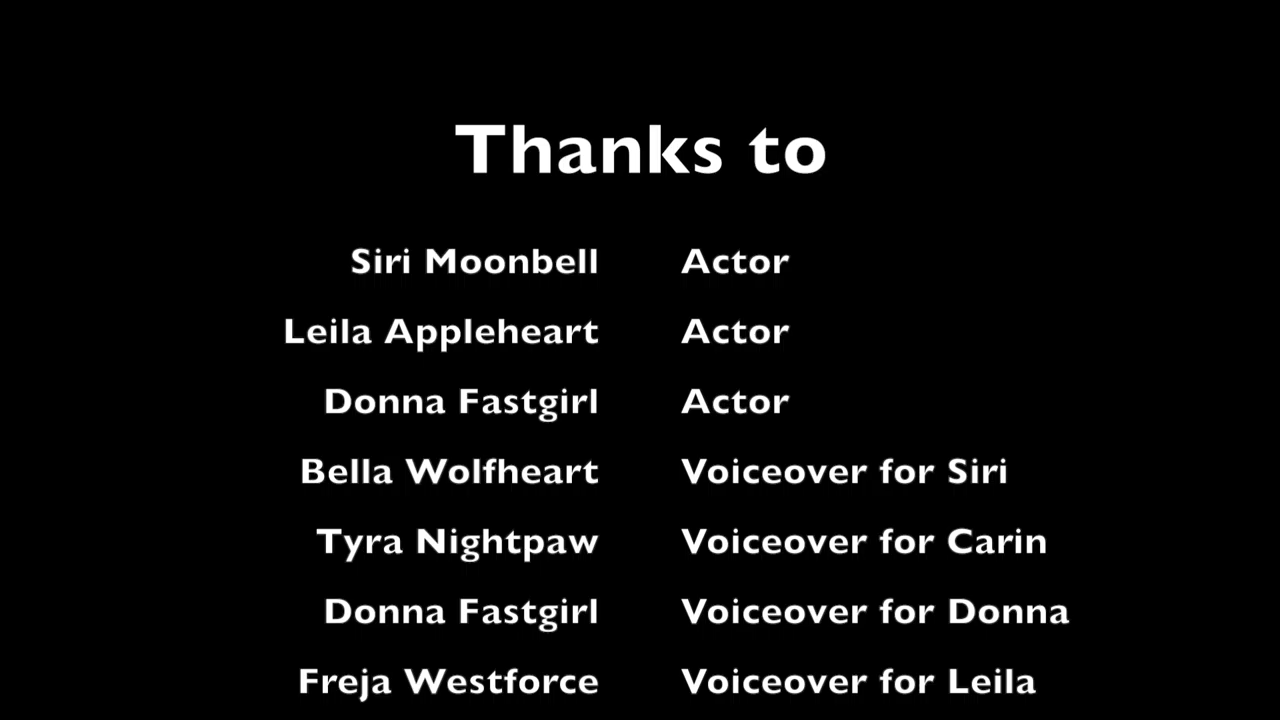 Thanks to
Siri Moonbell Actor
Leila Appleheart Actor
Donna Fastgirl Actor
Bella Wolfheart Voiceover for Siri
Tyra Nightpaw Voiceover for Carin
Donna Fastgirl Voiceover for Donna
Freja Westforce Voiceover for Leila